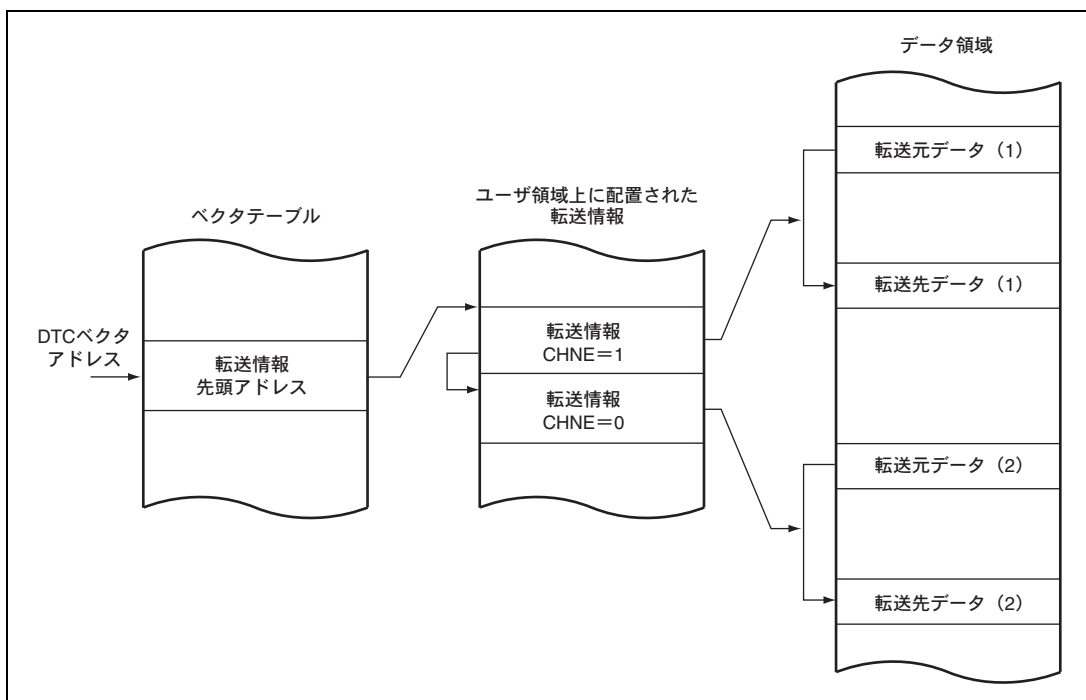 データ領域
転送元データ（1）
ユーザ領域上に配置された
転送情報
ベクタテーブル
転送先データ（1）
DTCベクタ
アドレス
転送情報
先頭アドレス
転送情報
CHNE＝1
転送情報
CHNE＝0
転送元データ（2）
転送先データ（2）